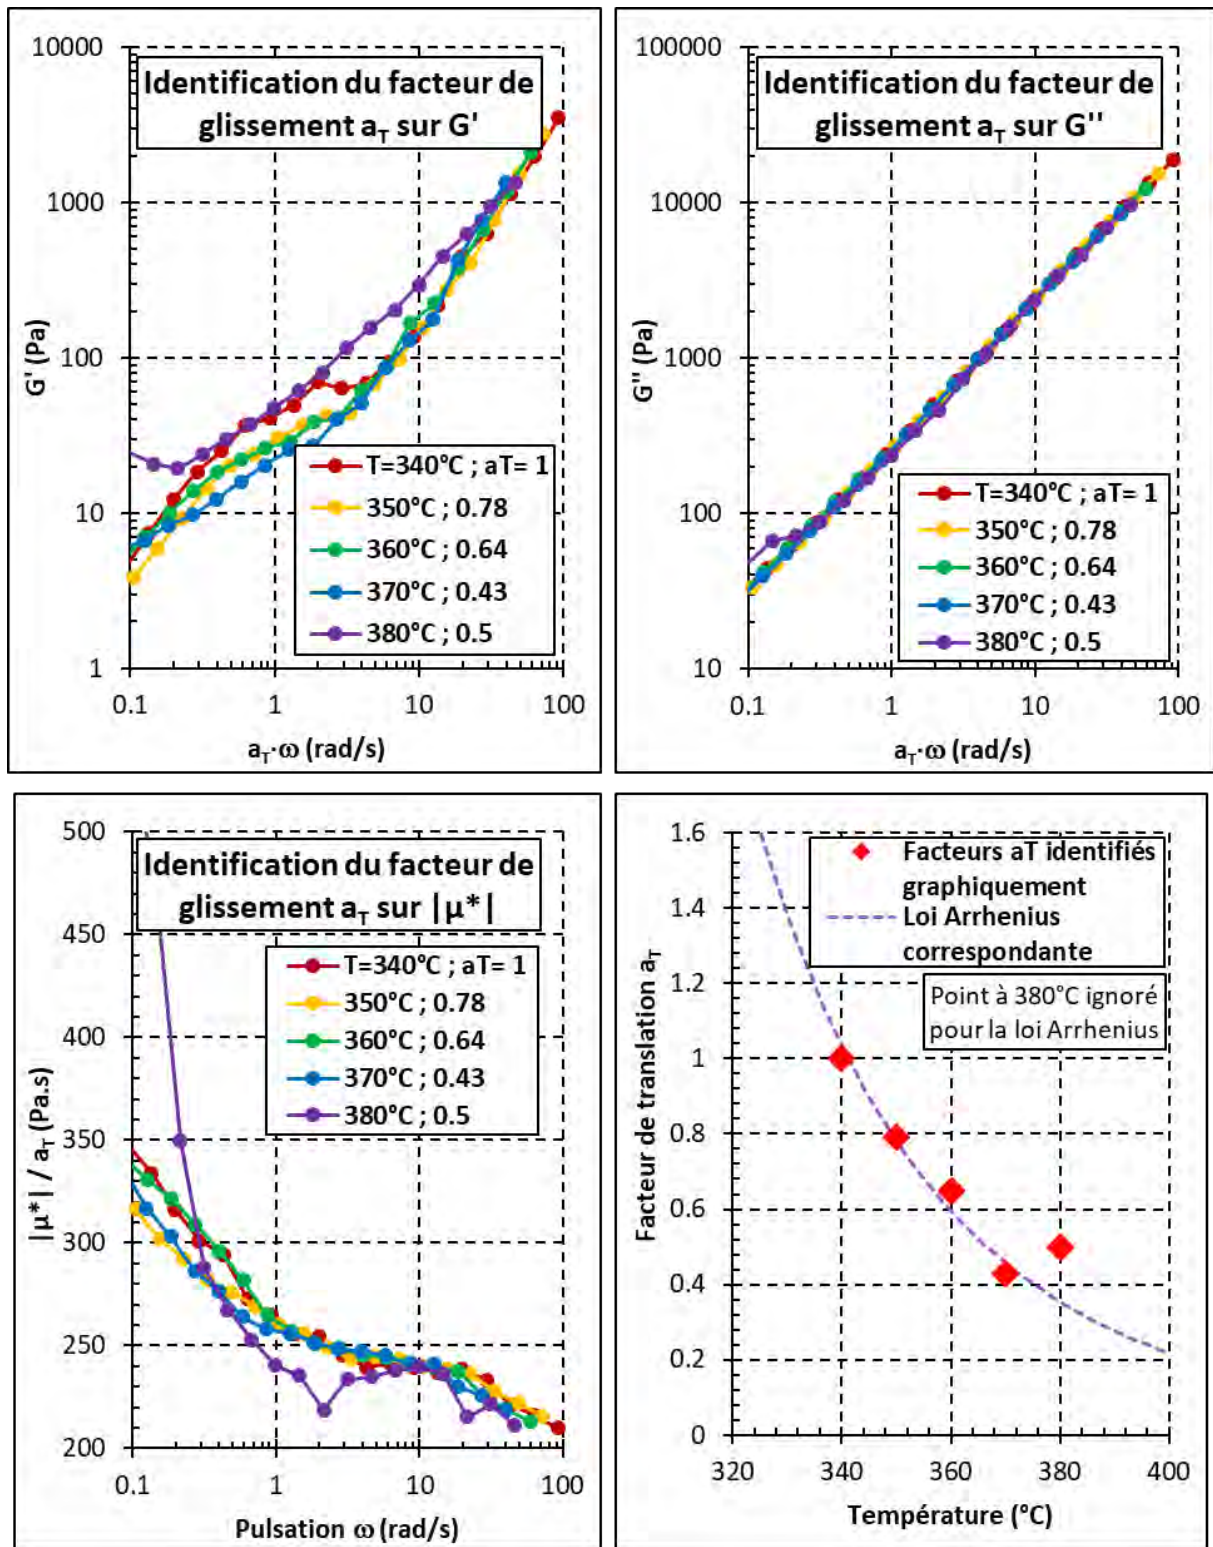 Identification du facteur de
glissement aT sur G'
10000
1000
100
10
1
G' (Pa)
T=340°C ; aT= 1
350°C ; 0.78
360°C ; 0.64
370°C ; 0.43
380°C ; 0.5
0.1
1
10
100
aT·ω (rad/s)
Identification du facteur de
glissement aT sur G''
100000
10000
1000
100
10
G'' (Pa)
T=340°C ; aT= 1
350°C ; 0.78
360°C ; 0.64
370°C ; 0.43
380°C ; 0.5
0.1
1
10
100
aT·ω (rad/s)
Identification du facteur de
glissement aT sur |μ*|
500
450
400
350
300
250
200
|μ*| / aT (Pa.s)
T=340°C ; aT= 1
350°C ; 0.78
360°C ; 0.64
370°C ; 0.43
380°C ; 0.5
0.1
1
10
100
Pulsation ω (rad/s)
1.6
1.4
1.2
1
0.8
0.6
0.4
0.2
0
Facteur de translation aT
Facteurs aT identifiés
graphiquement
Loi Arrhenius
correspondante
Point à 380°C ignoré
pour la loi Arrhenius
320
340
360
380
400
Température (°C)